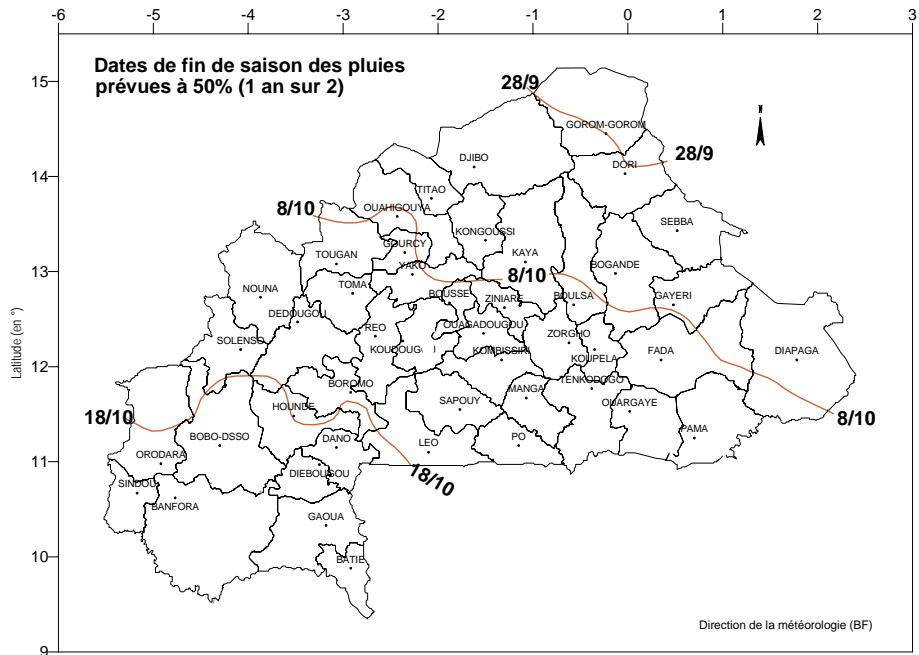 -6 -5 -4 -3 -2 -1 0 1 2 3
Dates de fin de saison des pluies
prévues à 50% (1 an sur 2)
15
28/9
N
GOROM-GOROM
28/9
DJIBO
DORI
14
TITAO
8/10
OUAHIGOUYA
SEBBA
KONGOUSSI
GOURCY
TOUGAN
KAYA
BOGANDE
13
YAKO
8/10
NOUNA
TOMA
BOUSSE
ZINIARE
BOULSA
GAYERI
DEDOUGOU
REO
OUAGADOUGOU
SOLENSO
ZORGHO
KOUDOUG
KOMBISSIRI
KOUPELA
FADA
DIAPAGA
12
Latitude (en °)
BOROMO
TENKODOGO
MANGA
HOUNDE
SAPOUY
OUARGAYE
18/10
8/10
BOBO-DSSO
DANO
LEO
PO
PAMA
11
ORODARA
18/10
DIEBOUGOU
SINDOU
BANFORA
GAOUA
10
BATIE
Direction de la météorologie (BF)
9